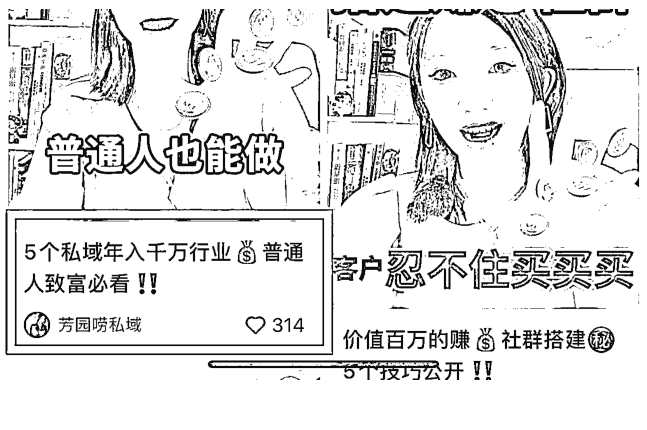 普通人也能做
5个私域年入千万行业💰普通
人致富必看‼️
芳园唠私域
314
客户忍不住买买买
价值百万的赚💰社群搭建㊙️
5个技巧公开‼️